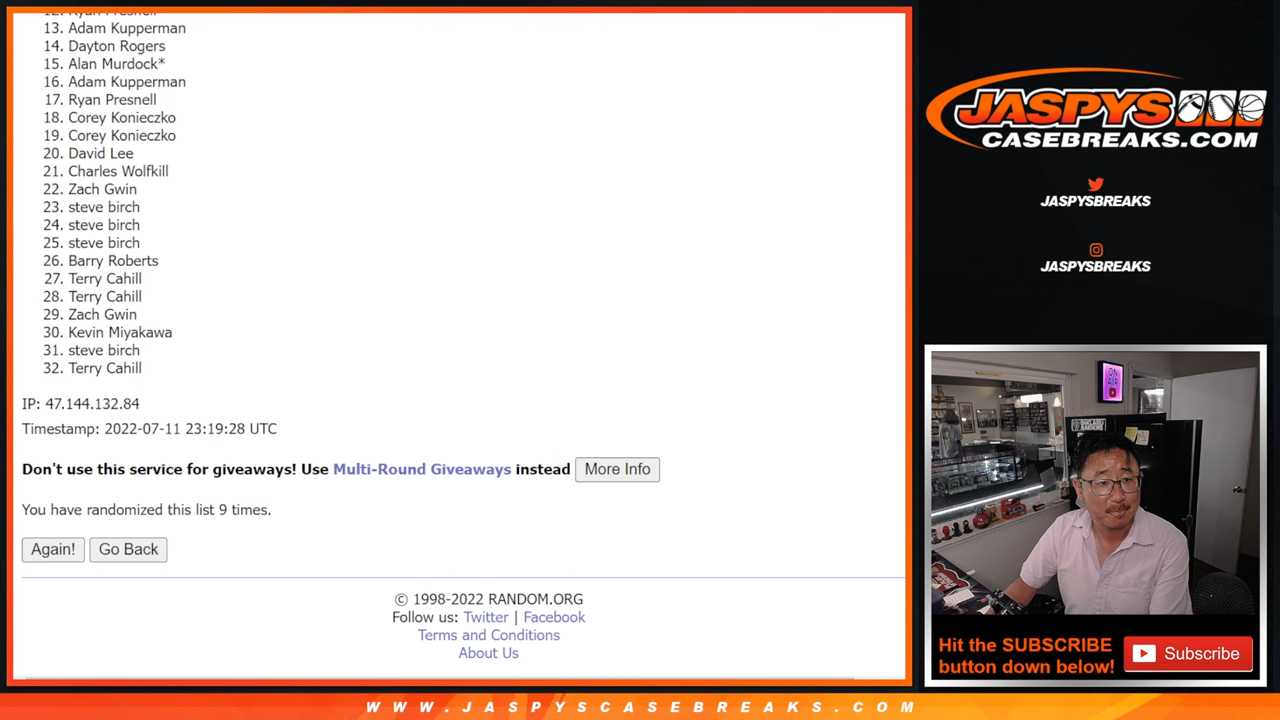 13. Adam Kupperman
14. Dayton Rogers
15. Alan Murdock*
16. Adam Kupperman
17. Ryan Presnell
18. Corey Konieczko
19. Corey Konieczko
20. David Lee
21. Charles Wolfkill
22. Zach Gwin
23. steve birch
24. steve birch
25. steve birch
26. Barry Roberts
27. Terry Cahill
28. Terry Cahill
29. Zach Gwin
30. Kevin Miyakawa
31. steve birch
32. Terry Cahill
IP: 47.144.132.84
Timestamp: 2022-07-11 23:19:28 UTC
Don't use this service for giveaways! Use Multi-Round Giveaways instead More Info
You have randomized this list 9 times.
Again! Go Back
© 1998-2022 RANDOM.ORG
Follow us: Twitter | Facebook
Terms and Conditions
About Us
JASPYS
CASEBREAKS.COM
JASPYSBREAKS
JASPYSBREAKS
ON
AIR
Hit the SUBSCRIBE
button down below!
Subscribe
WWW.JASPYSCASEBREAKS.COM